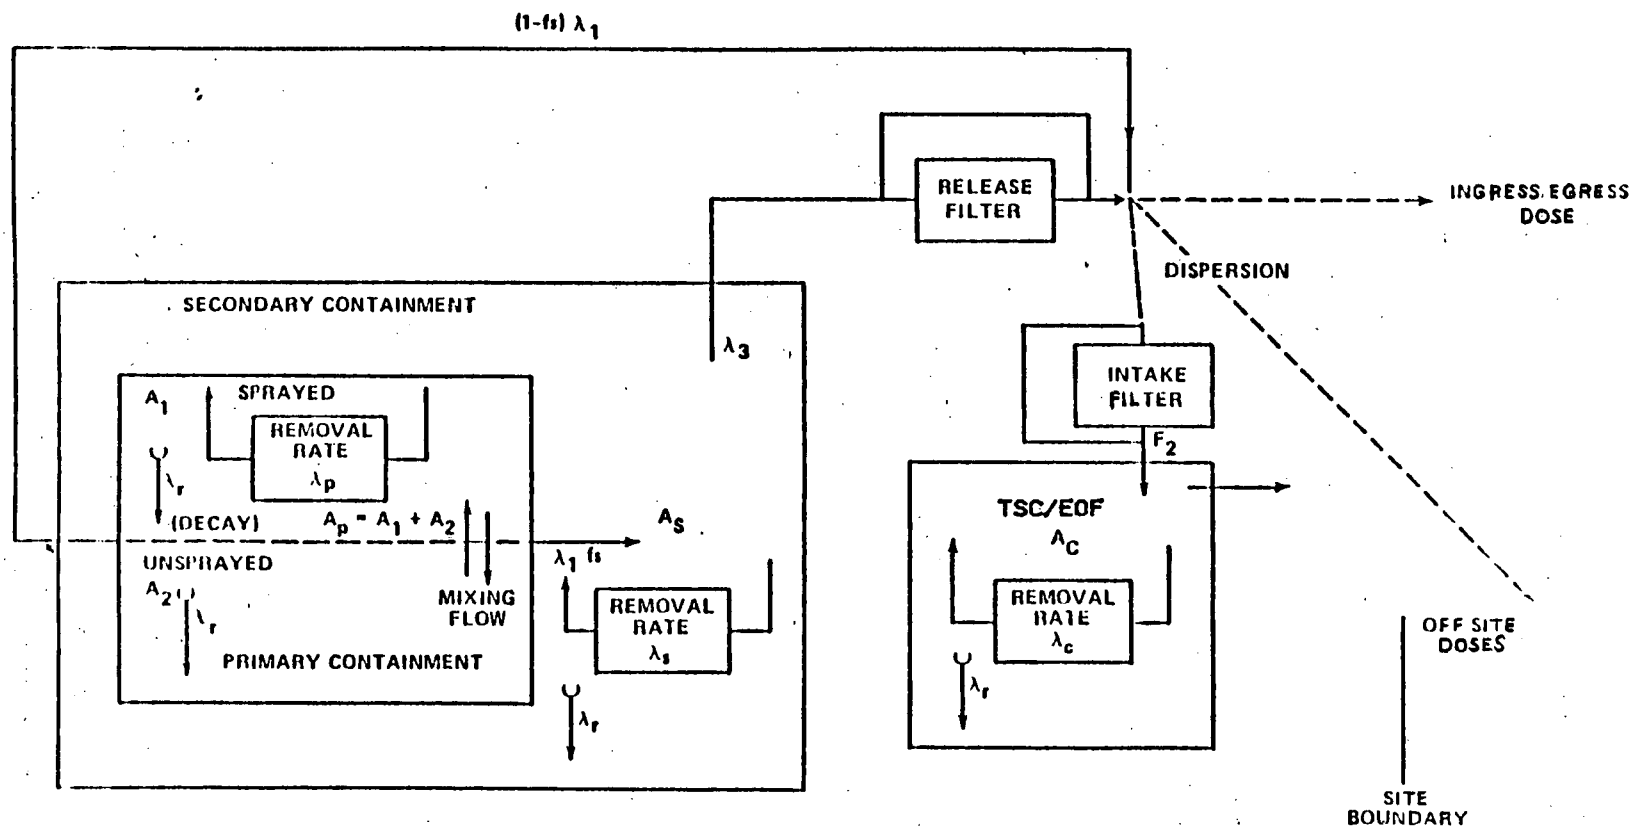 (1-fs) λ1
RELEASE
FILTER
INGRESS.EGRESS
DOSE
DISPERSION
SECONDARY CONTAINMENT
λ3
INTAKE
FILTER
F2
A1
SPRAYED
REMOVAL
RATE
λp
λr
(DECAY)
Ap = A1 + A2
UNSPRAYED
A2
λr
MIXING
FLOW
PRIMARY CONTAINMENT
AS
λ1 fs
REMOVAL
RATE
λs
λr
TSC/EOF
AC
REMOVAL
RATE
λc
λr
OFF SITE
DOSES
SITE
BOUNDARY